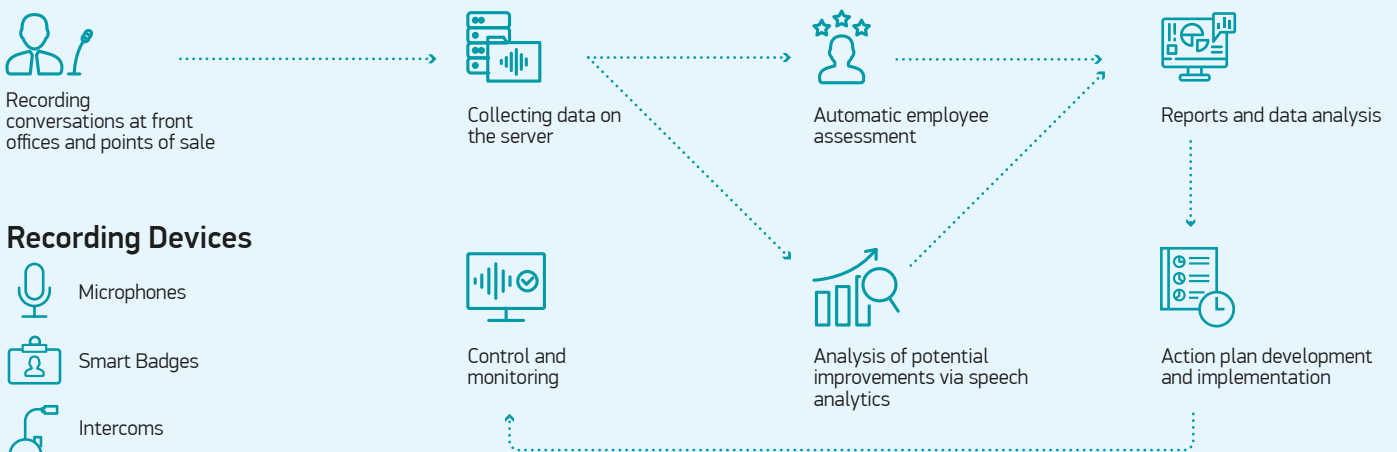 Recording
conversations at front
offices and points of sale
Collecting data on
the server
Automatic employee
assessment
Reports and data analysis
Recording Devices
Microphones
Smart Badges
Intercoms
Control and
monitoring
Analysis of potential
improvements via speech
analytics
Action plan development
and implementation